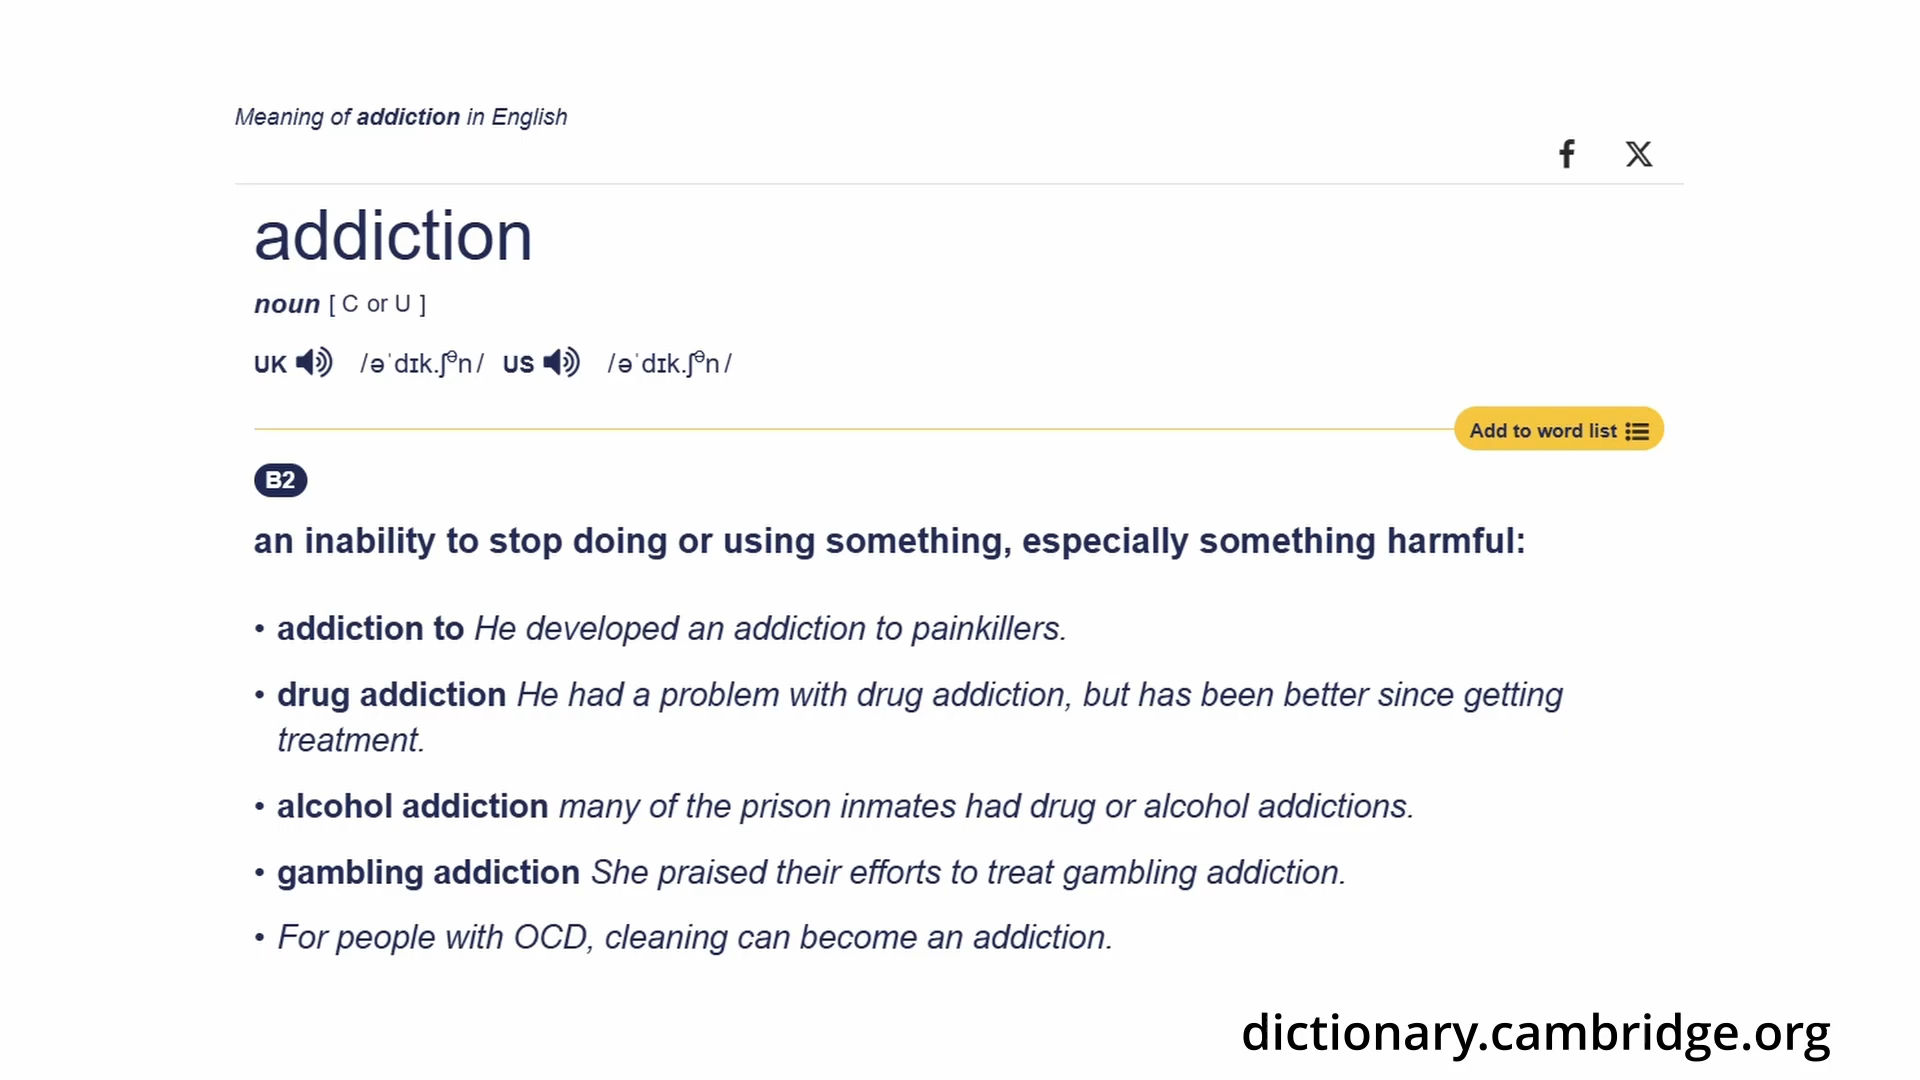 Meaning of addiction in English
addiction
noun [ C or U ]
UK /əˈdɪk.ʃᵊn/ US /əˈdɪk.ʃᵊn/
Add to word list
B2
an inability to stop doing or using something, especially something harmful:
• addiction to He developed an addiction to painkillers.
• drug addiction He had a problem with drug addiction, but has been better since getting
treatment.
• alcohol addiction many of the prison inmates had drug or alcohol addictions.
• gambling addiction She praised their efforts to treat gambling addiction.
• For people with OCD, cleaning can become an addiction.
dictionary.cambridge.org